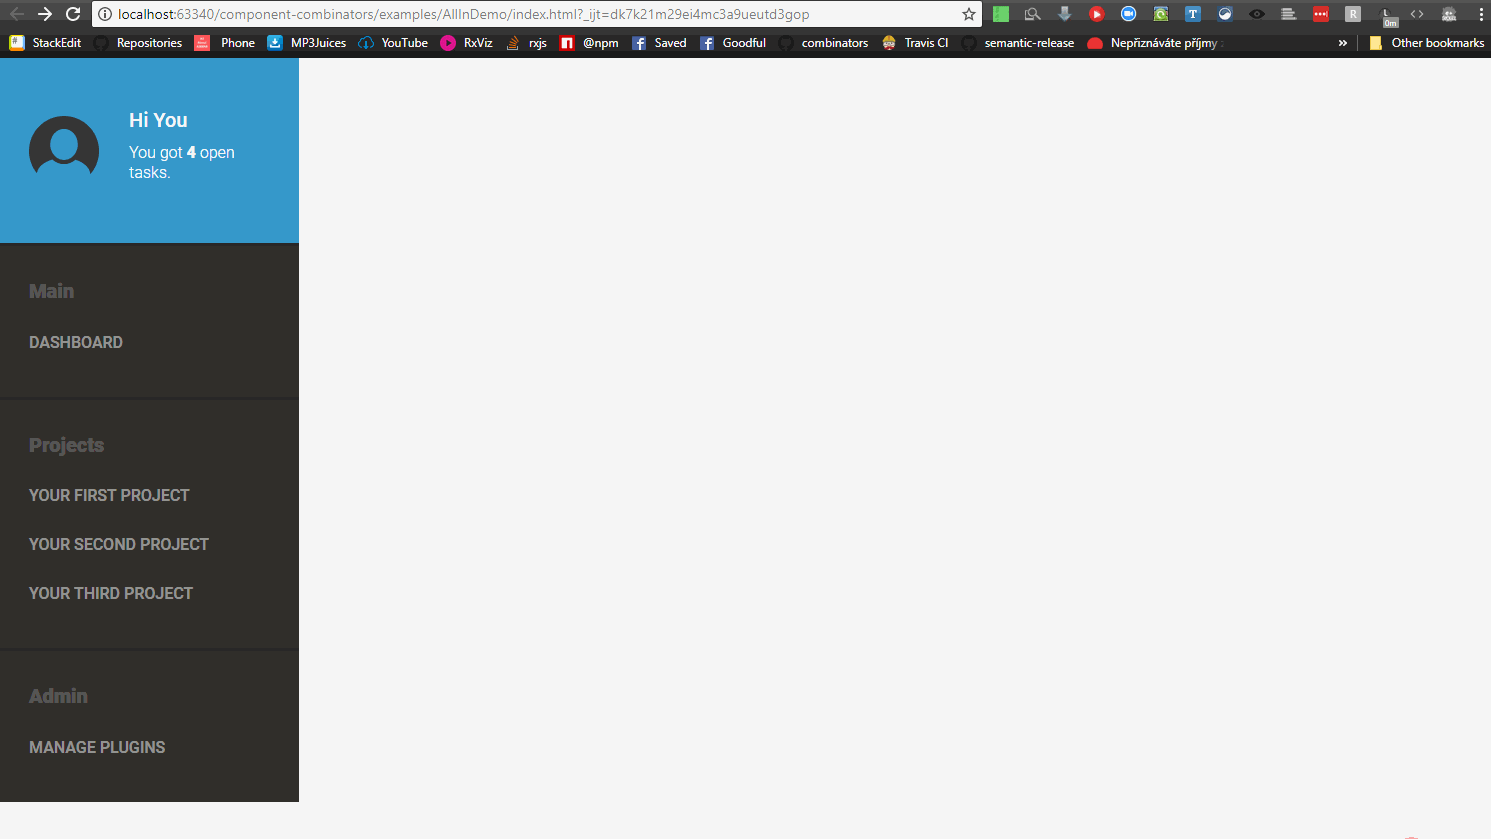 localhost:63340/component-combinators/examples/AllInDemo/index.html?_ijt=dk7k21m29ei4mc3a9ueutd3gop
StackEdit Repositories Phone MP3Juices YouTube RxViz rxjs @npm Saved Goodful combinators Travis CI semantic-release Nepřiznáváte příjmy » Other bookmarks
Hi You
You got 4 open
tasks.
Main
DASHBOARD
Projects
YOUR FIRST PROJECT
YOUR SECOND PROJECT
YOUR THIRD PROJECT
Admin
MANAGE PLUGINS